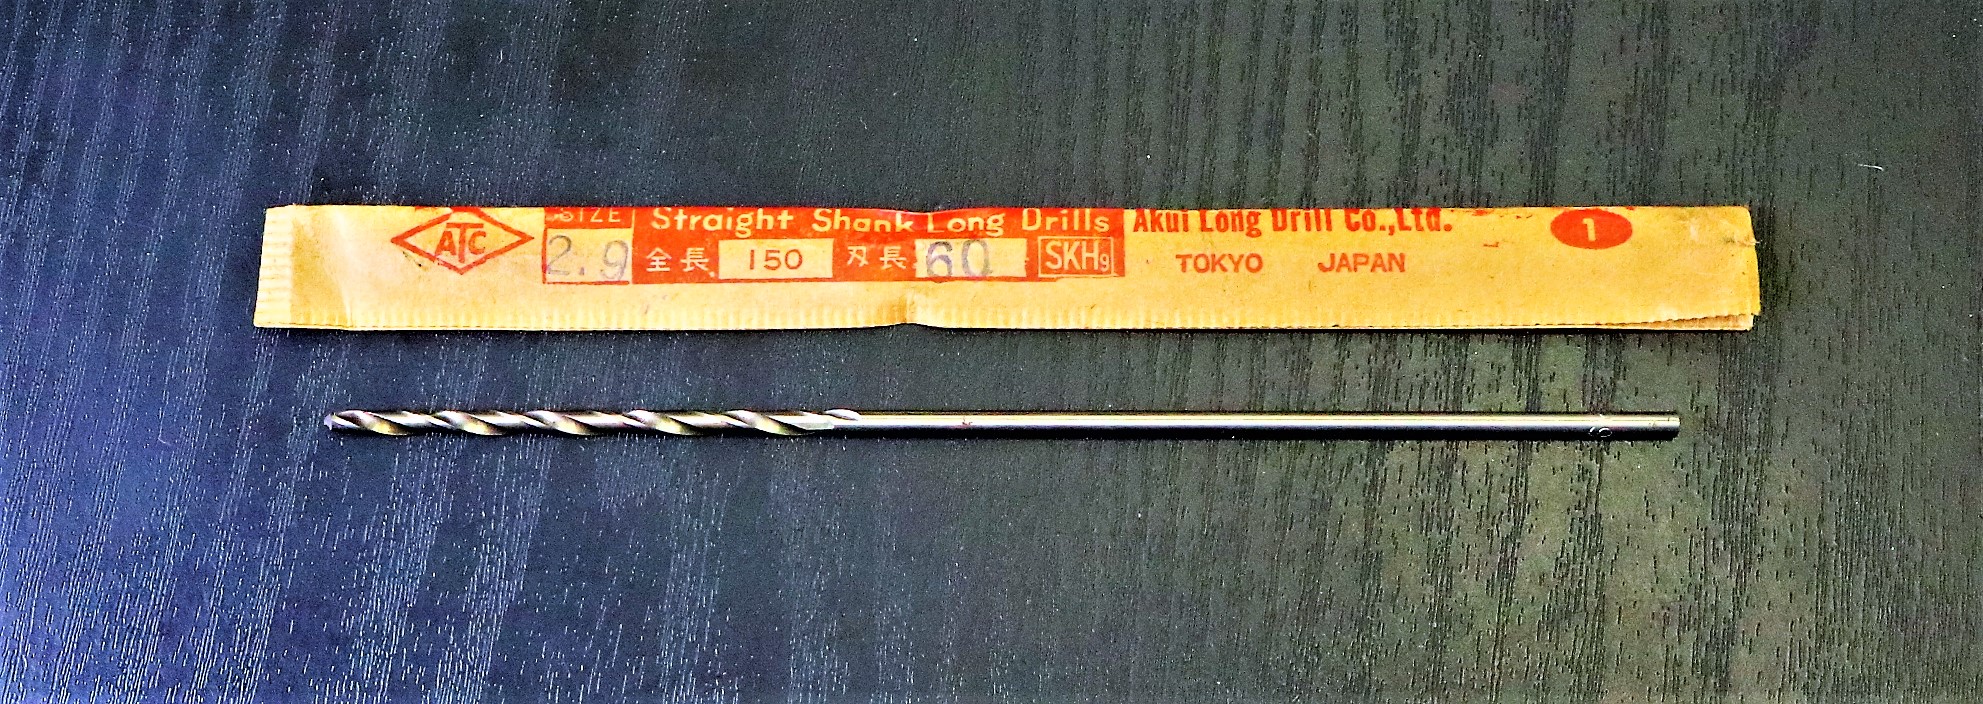 ATC
SIZE
2.9
Straight Shank Long Drills
全長 150 刃長 60 SKH9
Akui Long Drill Co.,Ltd.
TOKYO JAPAN
1